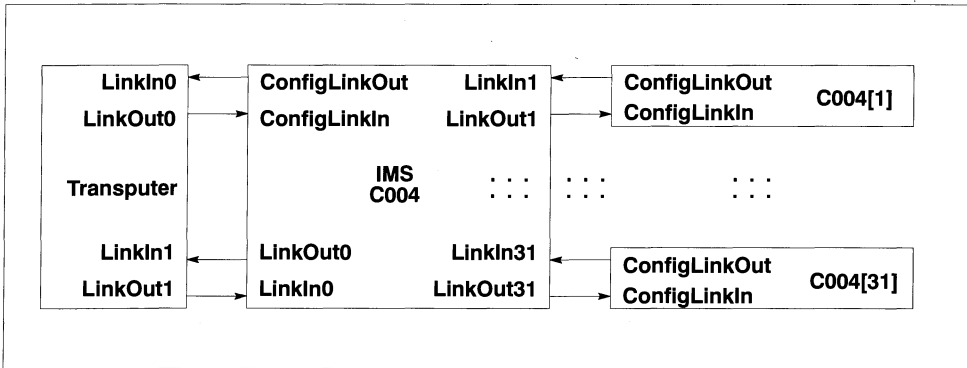 LinkIn0 ConfigLinkOut LinkIn1 ConfigLinkOut
C004[1]
LinkOut0 ConfigLinkIn LinkOut1 ConfigLinkIn
Transputer IMS . . . . . . . . .
C004 . . . . . . . . .
LinkIn1 LinkOut0 LinkIn31 ConfigLinkOut
C004[31]
LinkOut1 LinkIn0 LinkOut31 ConfigLinkIn